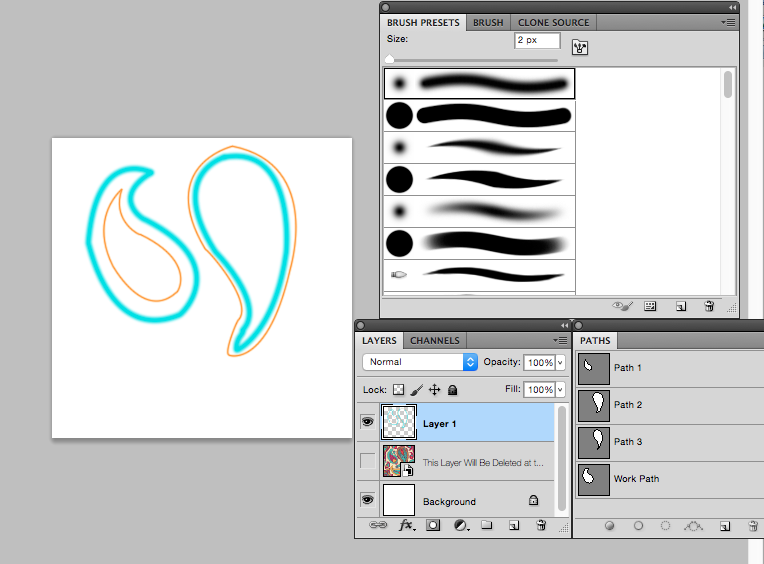 BRUSH PRESETS BRUSH CLONE SOURCE
Size: 2 px
LAYERS CHANNELS
Normal Opacity: 100%
Lock: Fill: 100%
Layer 1
This Layer Will Be Deleted at t...
Background
PATHS
Path 1
Path 2
Path 3
Work Path